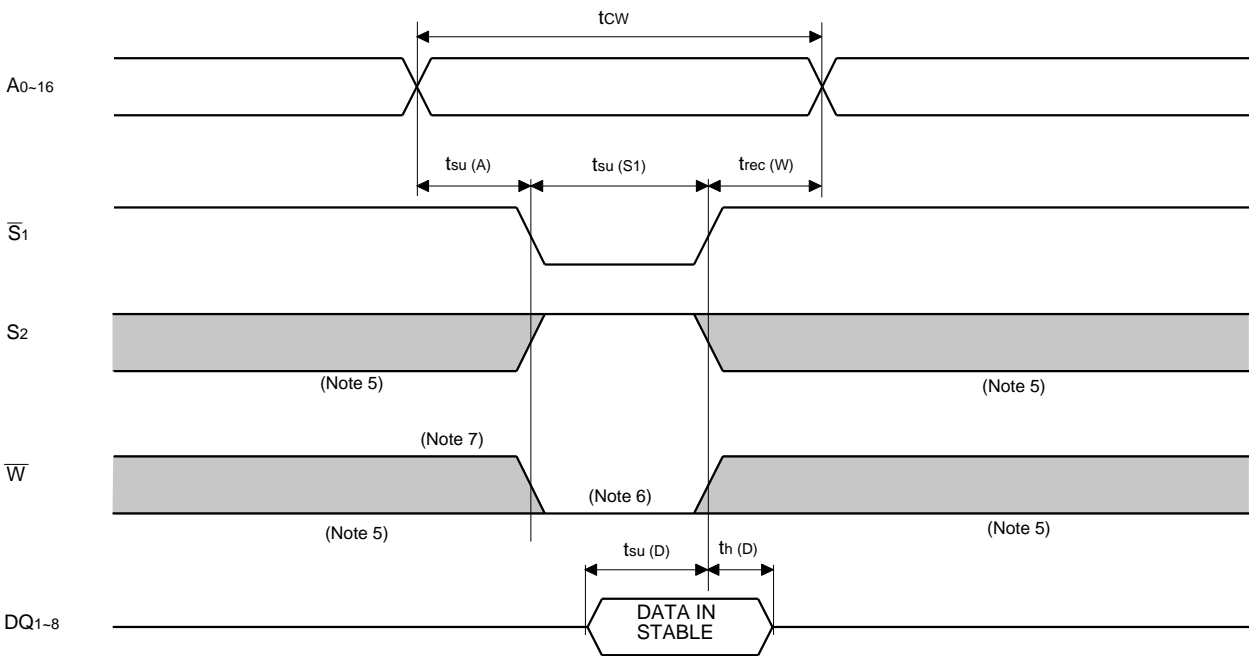 tCW
A0~16
tsu (A) tsu (S1) trec (W)
S̅1
S2
(Note 5) (Note 5)
(Note 7)
W̅
(Note 6)
(Note 5) (Note 5)
tsu (D) th (D)
DQ1~8
DATA IN
STABLE